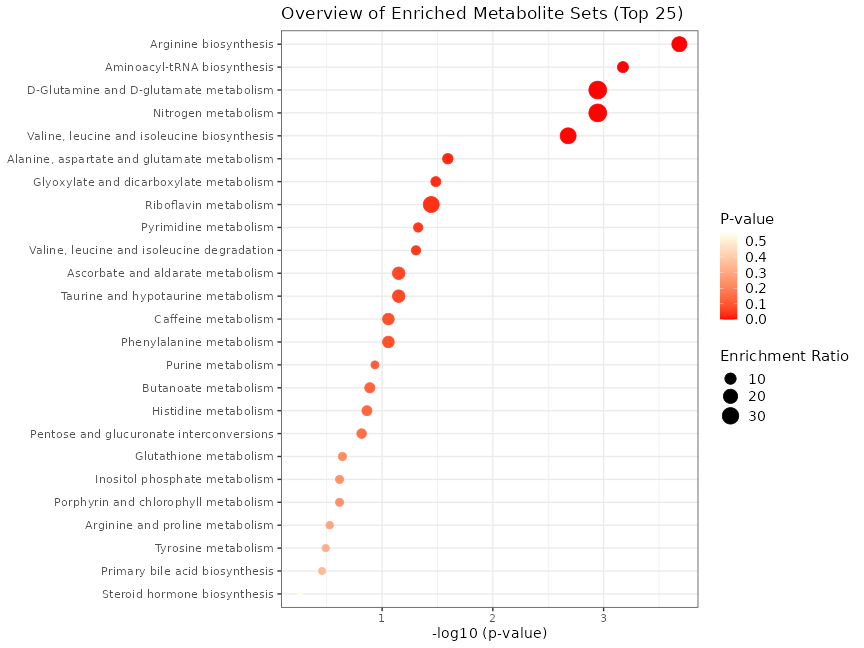 Overview of Enriched Metabolite Sets (Top 25)
Arginine biosynthesis
Aminoacyl-tRNA biosynthesis
D-Glutamine and D-glutamate metabolism
Nitrogen metabolism
Valine, leucine and isoleucine biosynthesis
Alanine, aspartate and glutamate metabolism
Glyoxylate and dicarboxylate metabolism
Riboflavin metabolism
Pyrimidine metabolism
Valine, leucine and isoleucine degradation
Ascorbate and aldarate metabolism
Taurine and hypotaurine metabolism
Caffeine metabolism
Phenylalanine metabolism
Purine metabolism
Butanoate metabolism
Histidine metabolism
Pentose and glucuronate interconversions
Glutathione metabolism
Inositol phosphate metabolism
Porphyrin and chlorophyll metabolism
Arginine and proline metabolism
Tyrosine metabolism
Primary bile acid biosynthesis
Steroid hormone biosynthesis
1 2 3
-log10 (p-value)
P-value
0.5
0.4
0.3
0.2
0.1
0.0
Enrichment Ratio
10
20
30